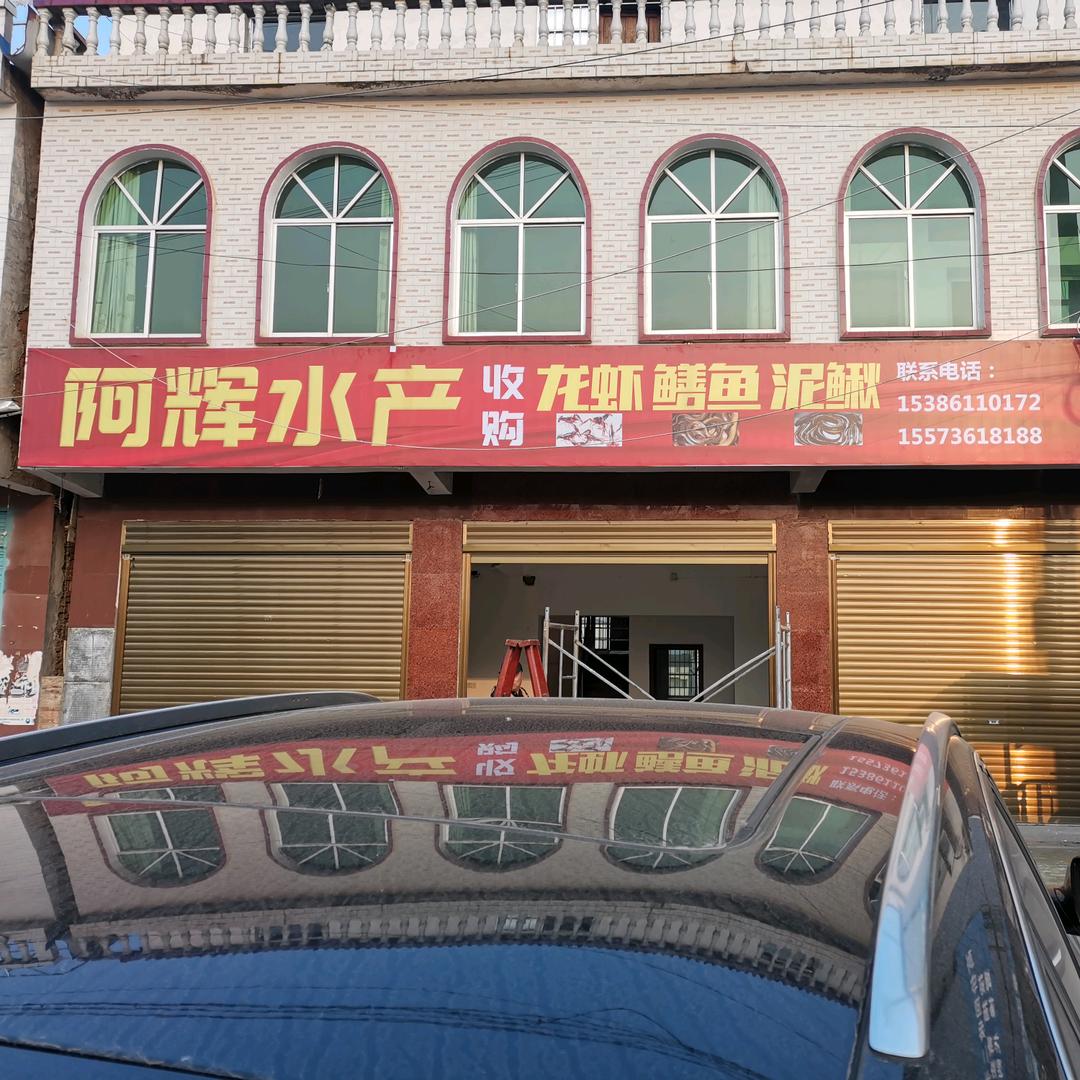 阿辉水产
收购
龙虾 鳝鱼 泥鳅
联系电话：
15386110172
15573618188